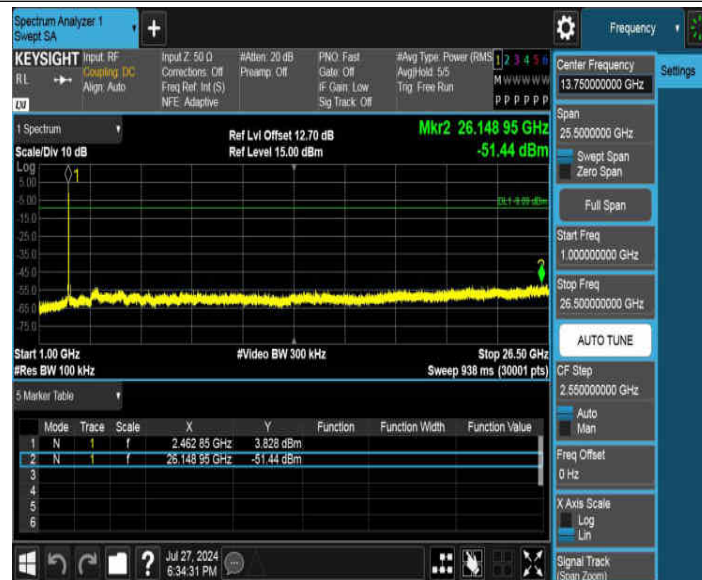 Spectrum Analyzer 1
Swept SA
+
Frequency
KEYSIGHT
Input: RF
Coupling: DC
Align: Auto
RL
LXI
Input Z: 50 Ω
Corrections: Off
Freq Ref: Int (S)
NFE: Adaptive
#Atten: 20 dB
Preamp: Off
PNO: Fast
Gate: Off
IF Gain: Low
Sig Track: Off
#Avg Type: Power (RMS
Avg|Hold: 5/5
Trig: Free Run
1 2 3 4 5 6
M W W W W W
P P P P P P
1 Spectrum
Scale/Div 10 dB
Log
Ref Lvl Offset 12.70 dB
Ref Level 15.00 dBm
Mkr2 26.148 95 GHz
-51.44 dBm
5.00
-5.00
-15.0
-25.0
-35.0
-45.0
-55.0
-65.0
-75.0
1
2
Start 1.00 GHz
#Res BW 100 kHz
#Video BW 300 kHz
Stop 26.50 GHz
Sweep 938 ms (30001 pts)
5 Marker Table
Mode Trace Scale X Y Function Function Width Function Value
1 N 1 f 2.462 85 GHz 3.828 dBm
2 N 1 f 26.148 95 GHz -51.44 dBm
3
4
5
6
Jul 27, 2024
6:34:31 PM
?
Center Frequency
13.750000000 GHz
Settings
Span
25.5000000 GHz
Swept Span
Zero Span
Full Span
Start Freq
1.000000000 GHz
Stop Freq
26.500000000 GHz
AUTO TUNE
CF Step
2.550000000 GHz
Auto
Man
Freq Offset
0 Hz
X Axis Scale
Log
Lin
Signal Track
(Span Zoom)